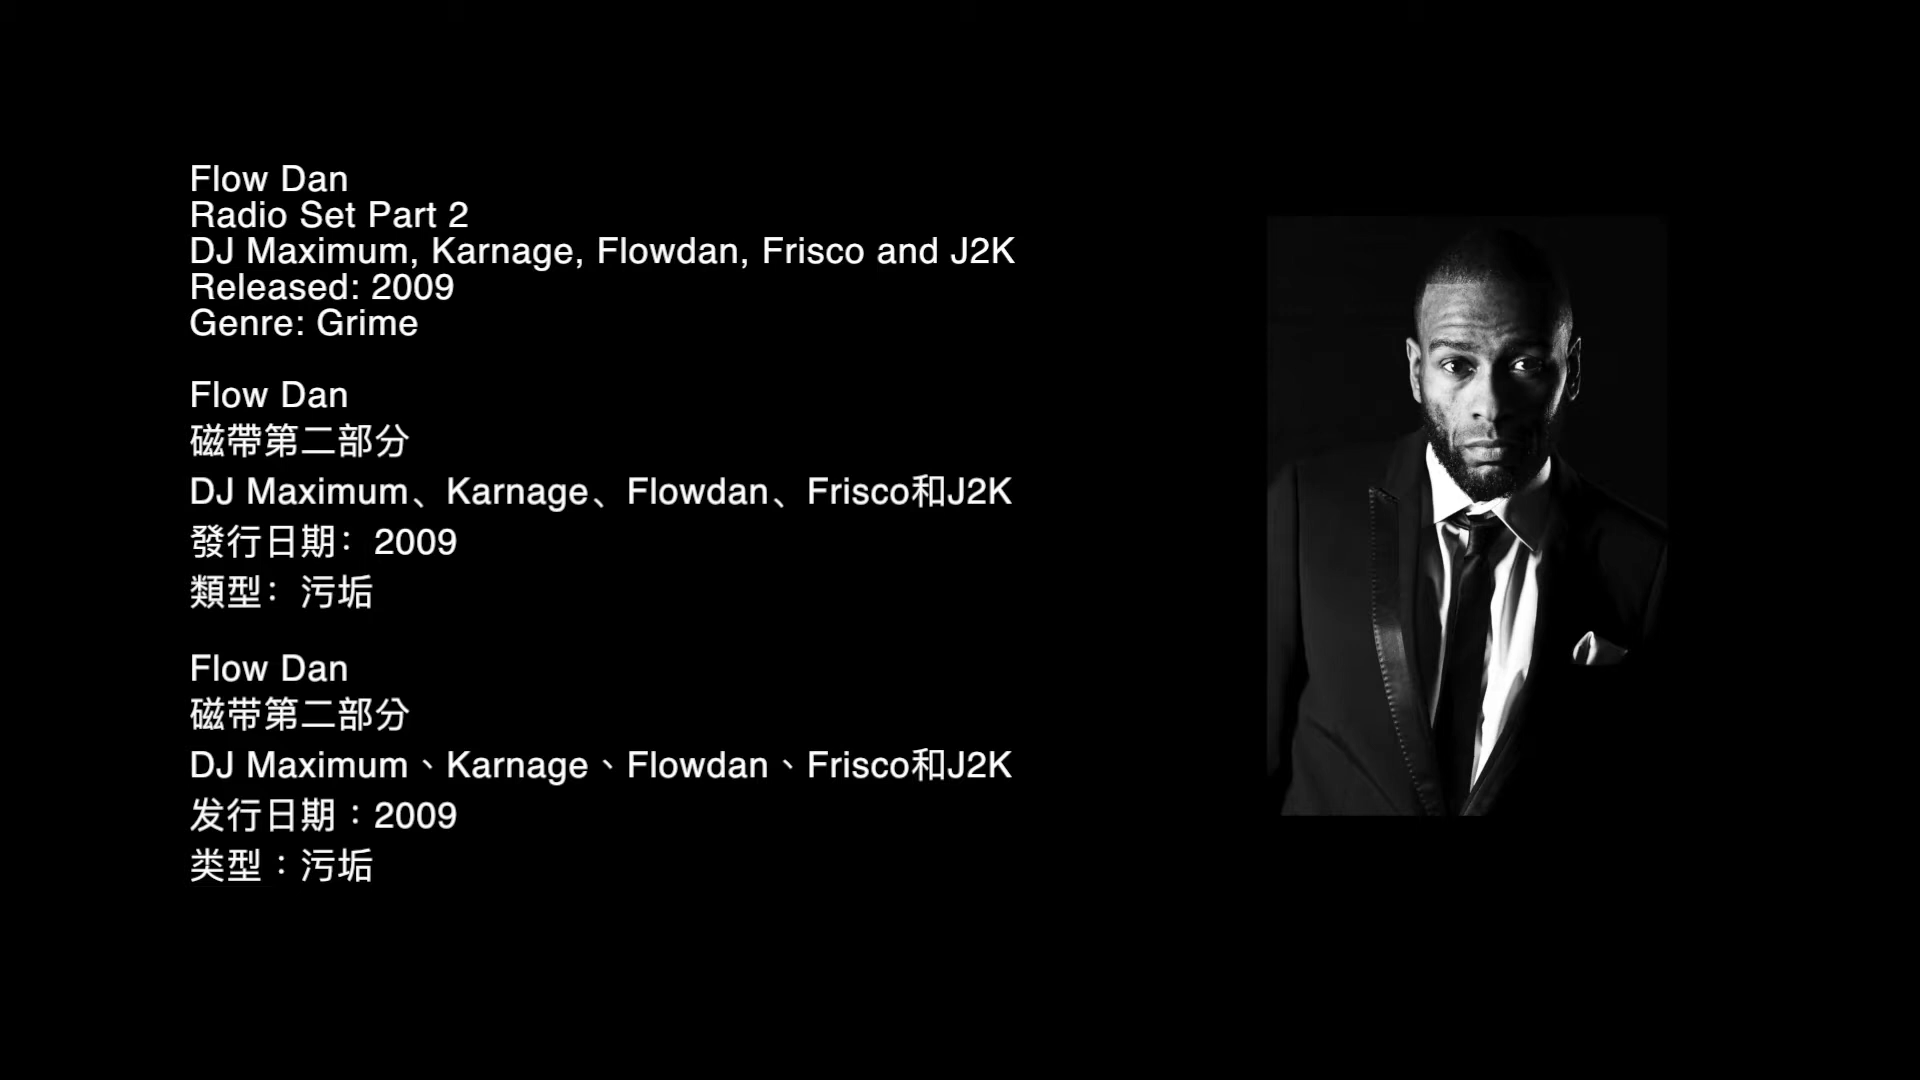 Flow Dan
Radio Set Part 2
DJ Maximum, Karnage, Flowdan, Frisco and J2K
Released: 2009
Genre: Grime
Flow Dan
磁帶第二部分
DJ Maximum、Karnage、Flowdan、Frisco和J2K
發行日期：2009
類型：污垢
Flow Dan
磁带第二部分
DJ Maximum、Karnage、Flowdan、Frisco和J2K
发行日期：2009
类型：污垢